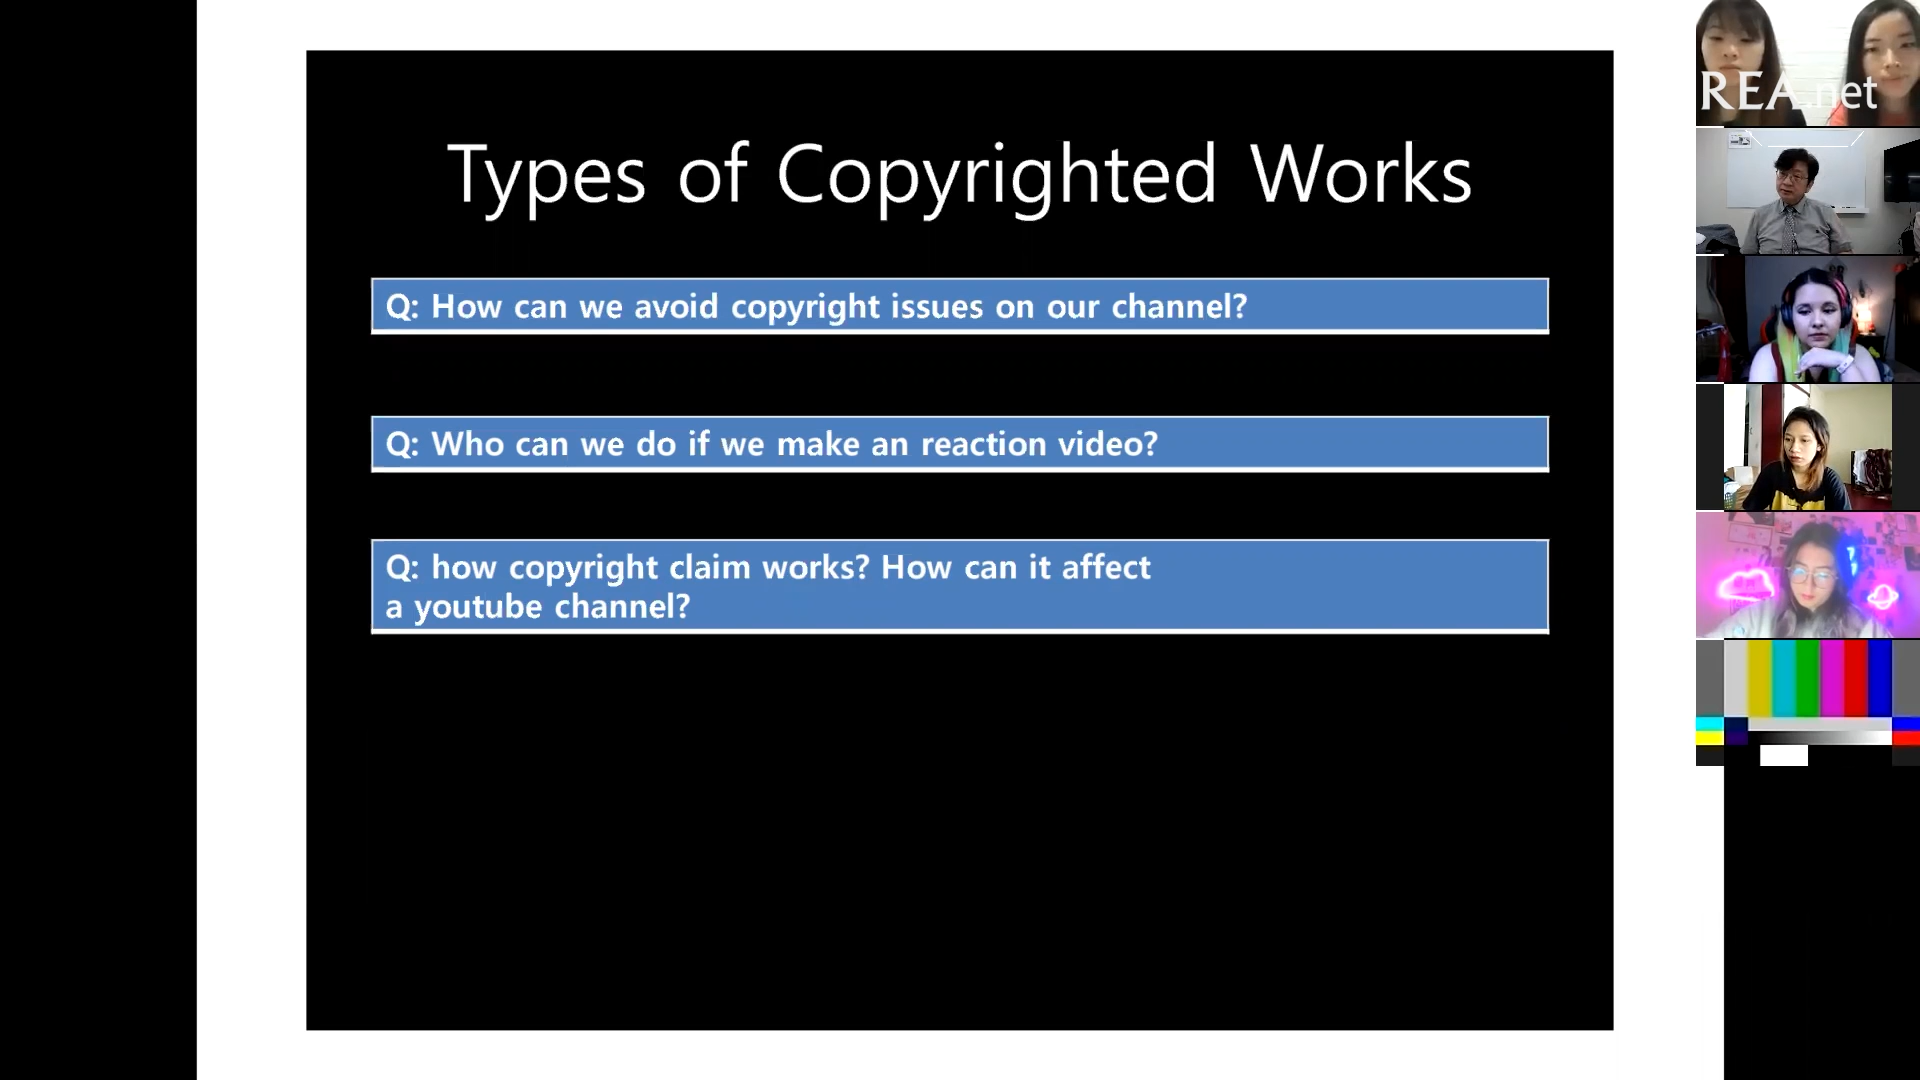 Types of Copyrighted Works
Q: How can we avoid copyright issues on our channel?
Q: Who can we do if we make an reaction video?
Q: how copyright claim works? How can it affect
a youtube channel?
REA.net